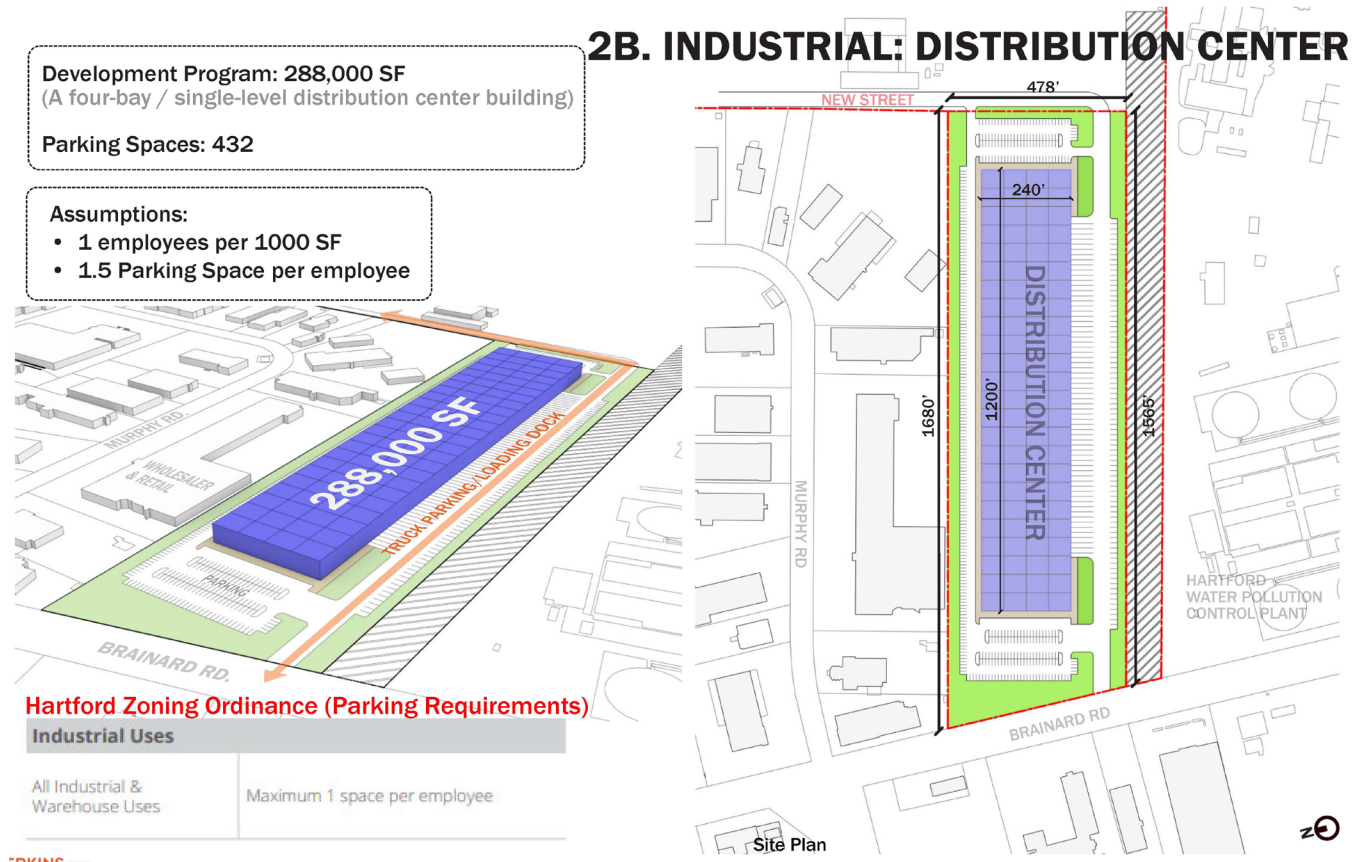 2B. INDUSTRIAL: DISTRIBUTION CENTER
Development Program: 288,000 SF
(A four-bay / single-level distribution center building)
Parking Spaces: 432
Assumptions:
• 1 employees per 1000 SF
• 1.5 Parking Space per employee
MURPHY RD.
WHOLESALER
& RETAIL
288,000 SF
TRUCK PARKING/LOADING DOCK
PARKING
BRAINARD RD.
Hartford Zoning Ordinance (Parking Requirements)
Industrial Uses
All Industrial &
Warehouse Uses
Maximum 1 space per employee
NEW STREET
478'
240'
1680'
1200'
DISTRIBUTION CENTER
1565'
MURPHY RD
HARTFORD
WATER POLLUTION
CONTROL PLANT
BRAINARD RD
Site Plan
Z